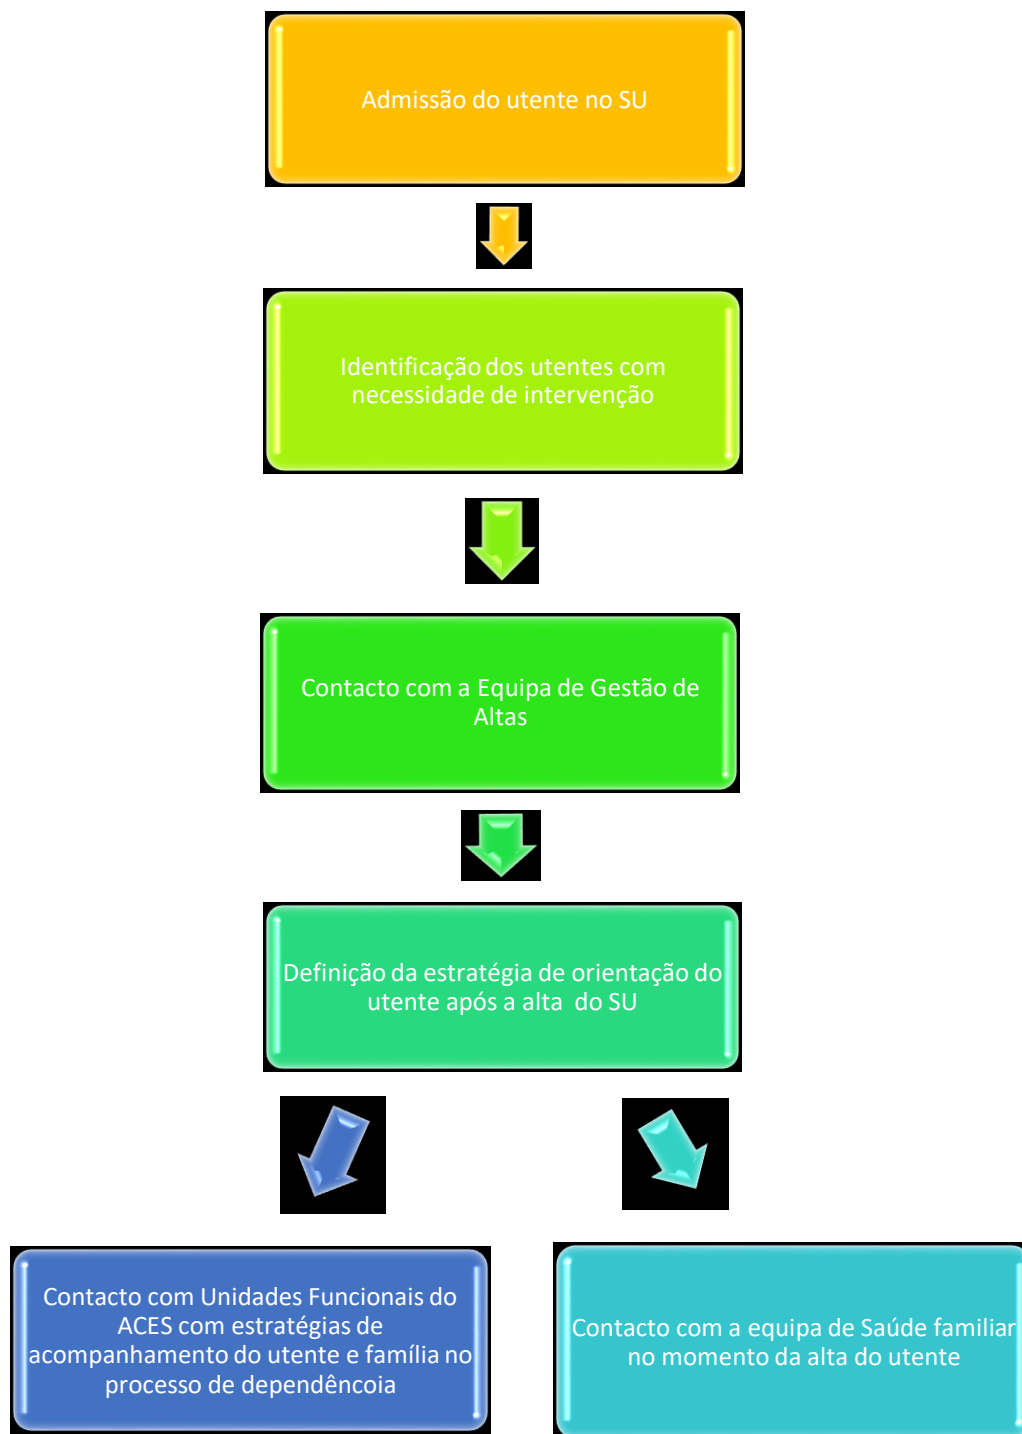 Admissão do utente no SU
Identificação dos utentes com
necessidade de intervenção
Contacto com a Equipa de Gestão de
Altas
Definição da estratégia de orientação do
utente após a alta  do SU
Contacto com Unidades Funcionais do
ACES com estratégias de
acompanhamento do utente e família no
processo de dependêncoia
Contacto com a equipa de Saúde familiar
no momento da alta do utente